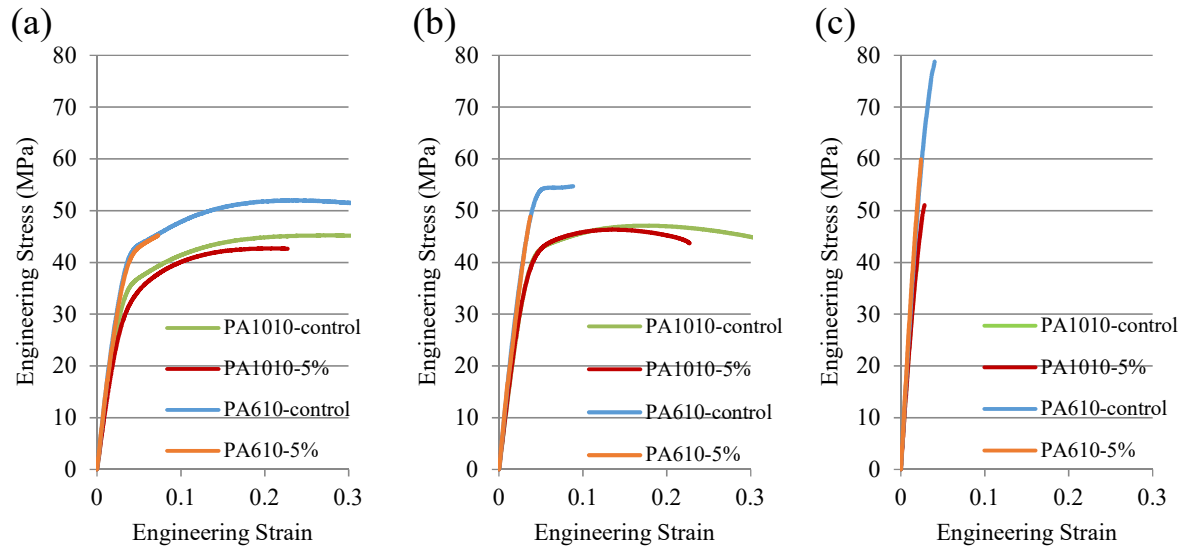 (a)
80
70
60
50
40
30
20
10
0
Engineering Stress (MPa)
PA1010-control
PA1010-5%
PA610-control
PA610-5%
0
0.1
0.2
0.3
Engineering Strain
(b)
80
70
60
50
40
30
20
10
0
Engineering Stress (MPa)
PA1010-control
PA1010-5%
PA610-control
PA610-5%
0
0.1
0.2
0.3
Engineering Strain
(c)
80
70
60
50
40
30
20
10
0
Engineering Stress (MPa)
PA1010-control
PA1010-5%
PA610-control
PA610-5%
0
0.1
0.2
0.3
Engineering Strain